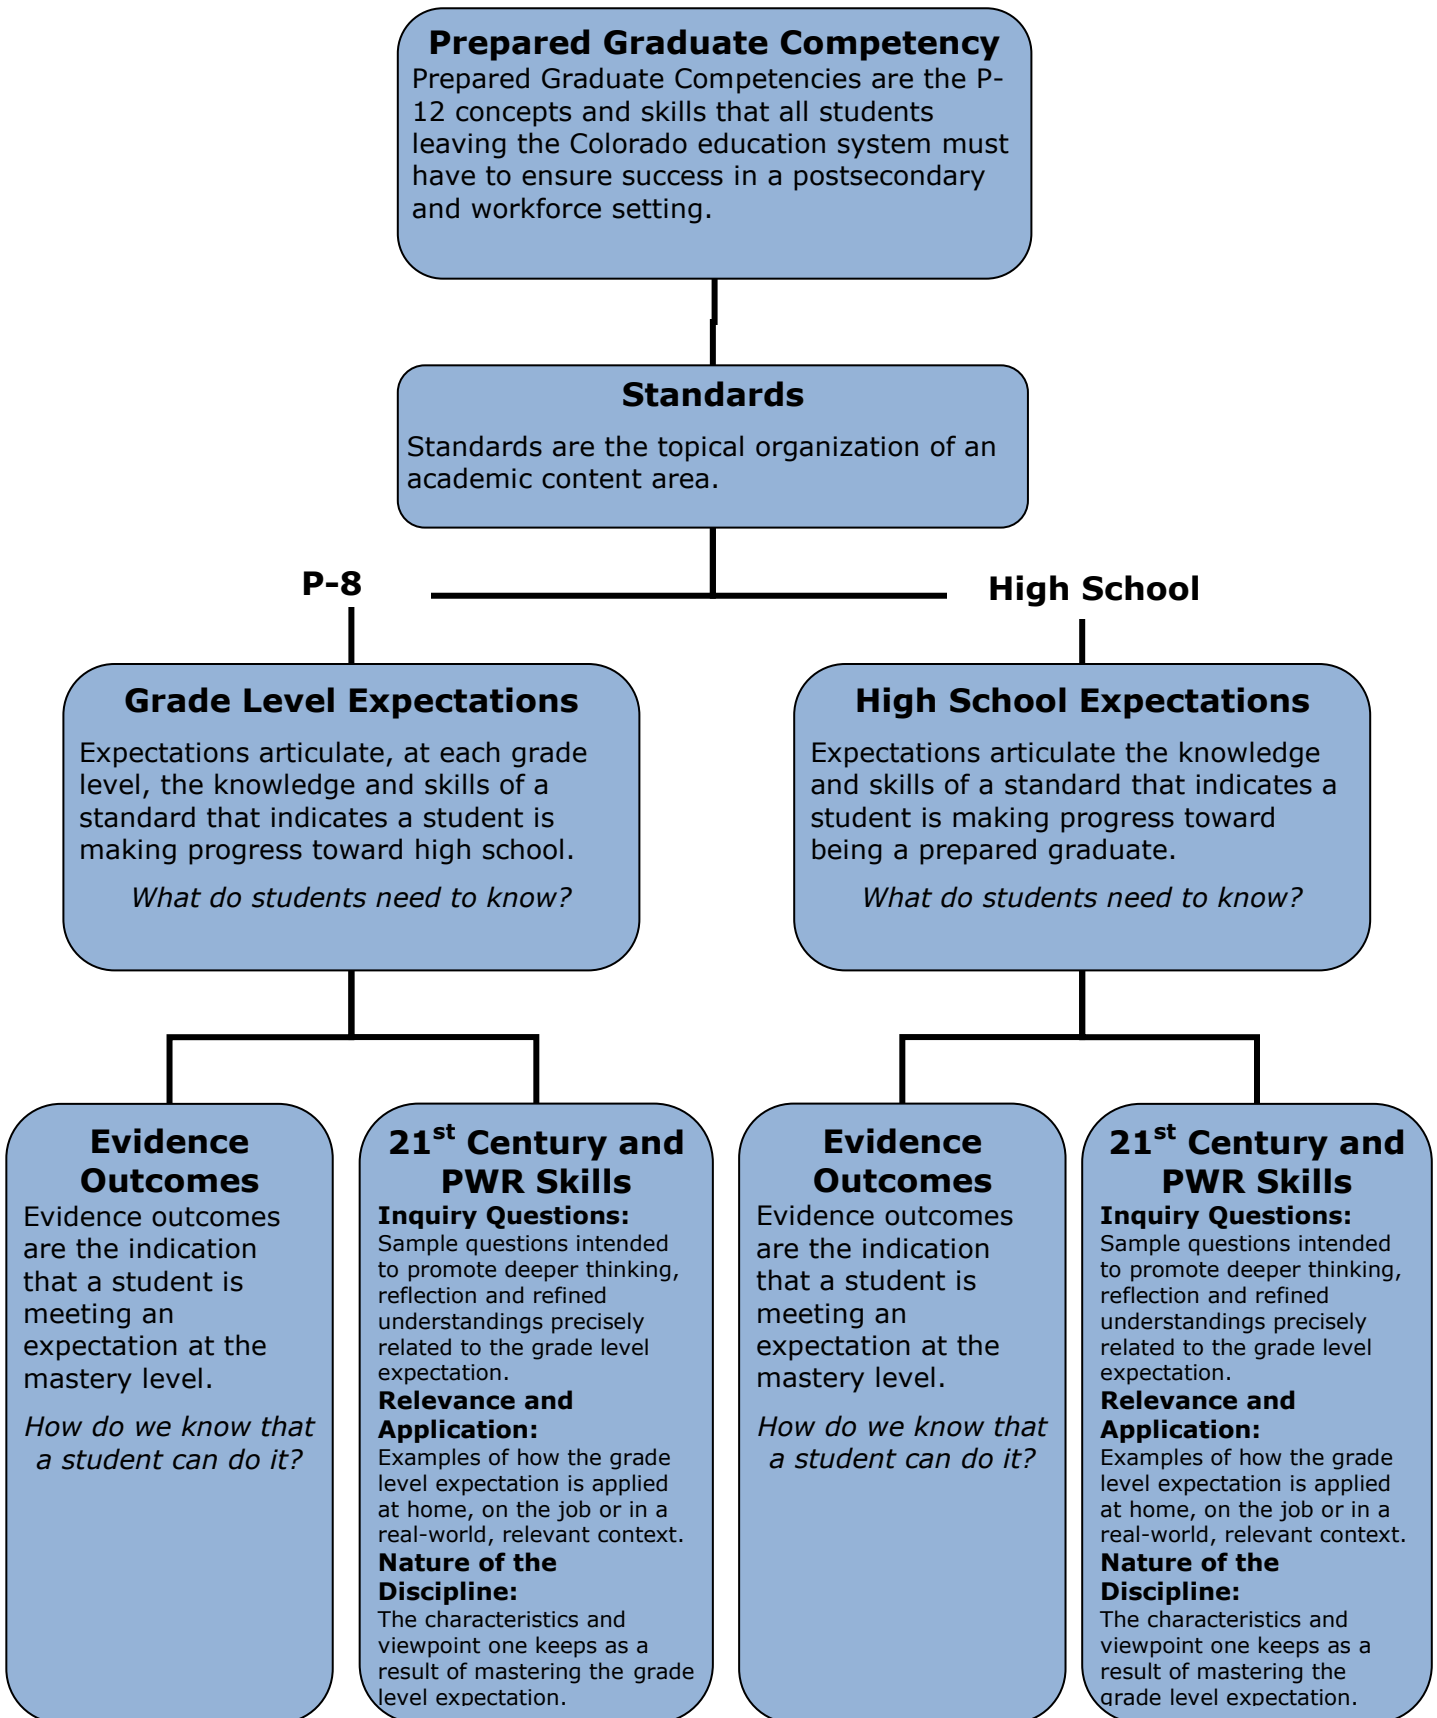 Prepared Graduate Competency
Prepared Graduate Competencies are the P-
12 concepts and skills that all students
leaving the Colorado education system must
have to ensure success in a postsecondary
and workforce setting.
Standards
Standards are the topical organization of an
academic content area.
P-8
High School
Grade Level Expectations
Expectations articulate, at each grade
level, the knowledge and skills of a
standard that indicates a student is
making progress toward high school.
What do students need to know?
High School Expectations
Expectations articulate the knowledge
and skills of a standard that indicates a
student is making progress toward
being a prepared graduate.
What do students need to know?
Evidence
Outcomes
Evidence outcomes
are the indication
that a student is
meeting an
expectation at the
mastery level.
How do we know that
a student can do it?
21st Century and
PWR Skills
Inquiry Questions:
Sample questions intended
to promote deeper thinking,
reflection and refined
understandings precisely
related to the grade level
expectation.
Relevance and
Application:
Examples of how the grade
level expectation is applied
at home, on the job or in a
real-world, relevant context.
Nature of the
Discipline:
The characteristics and
viewpoint one keeps as a
result of mastering the grade
level expectation.
Evidence
Outcomes
Evidence outcomes
are the indication
that a student is
meeting an
expectation at the
mastery level.
How do we know that
a student can do it?
21st Century and
PWR Skills
Inquiry Questions:
Sample questions intended
to promote deeper thinking,
reflection and refined
understandings precisely
related to the grade level
expectation.
Relevance and
Application:
Examples of how the grade
level expectation is applied
at home, on the job or in a
real-world, relevant context.
Nature of the
Discipline:
The characteristics and
viewpoint one keeps as a
result of mastering the
grade level expectation.